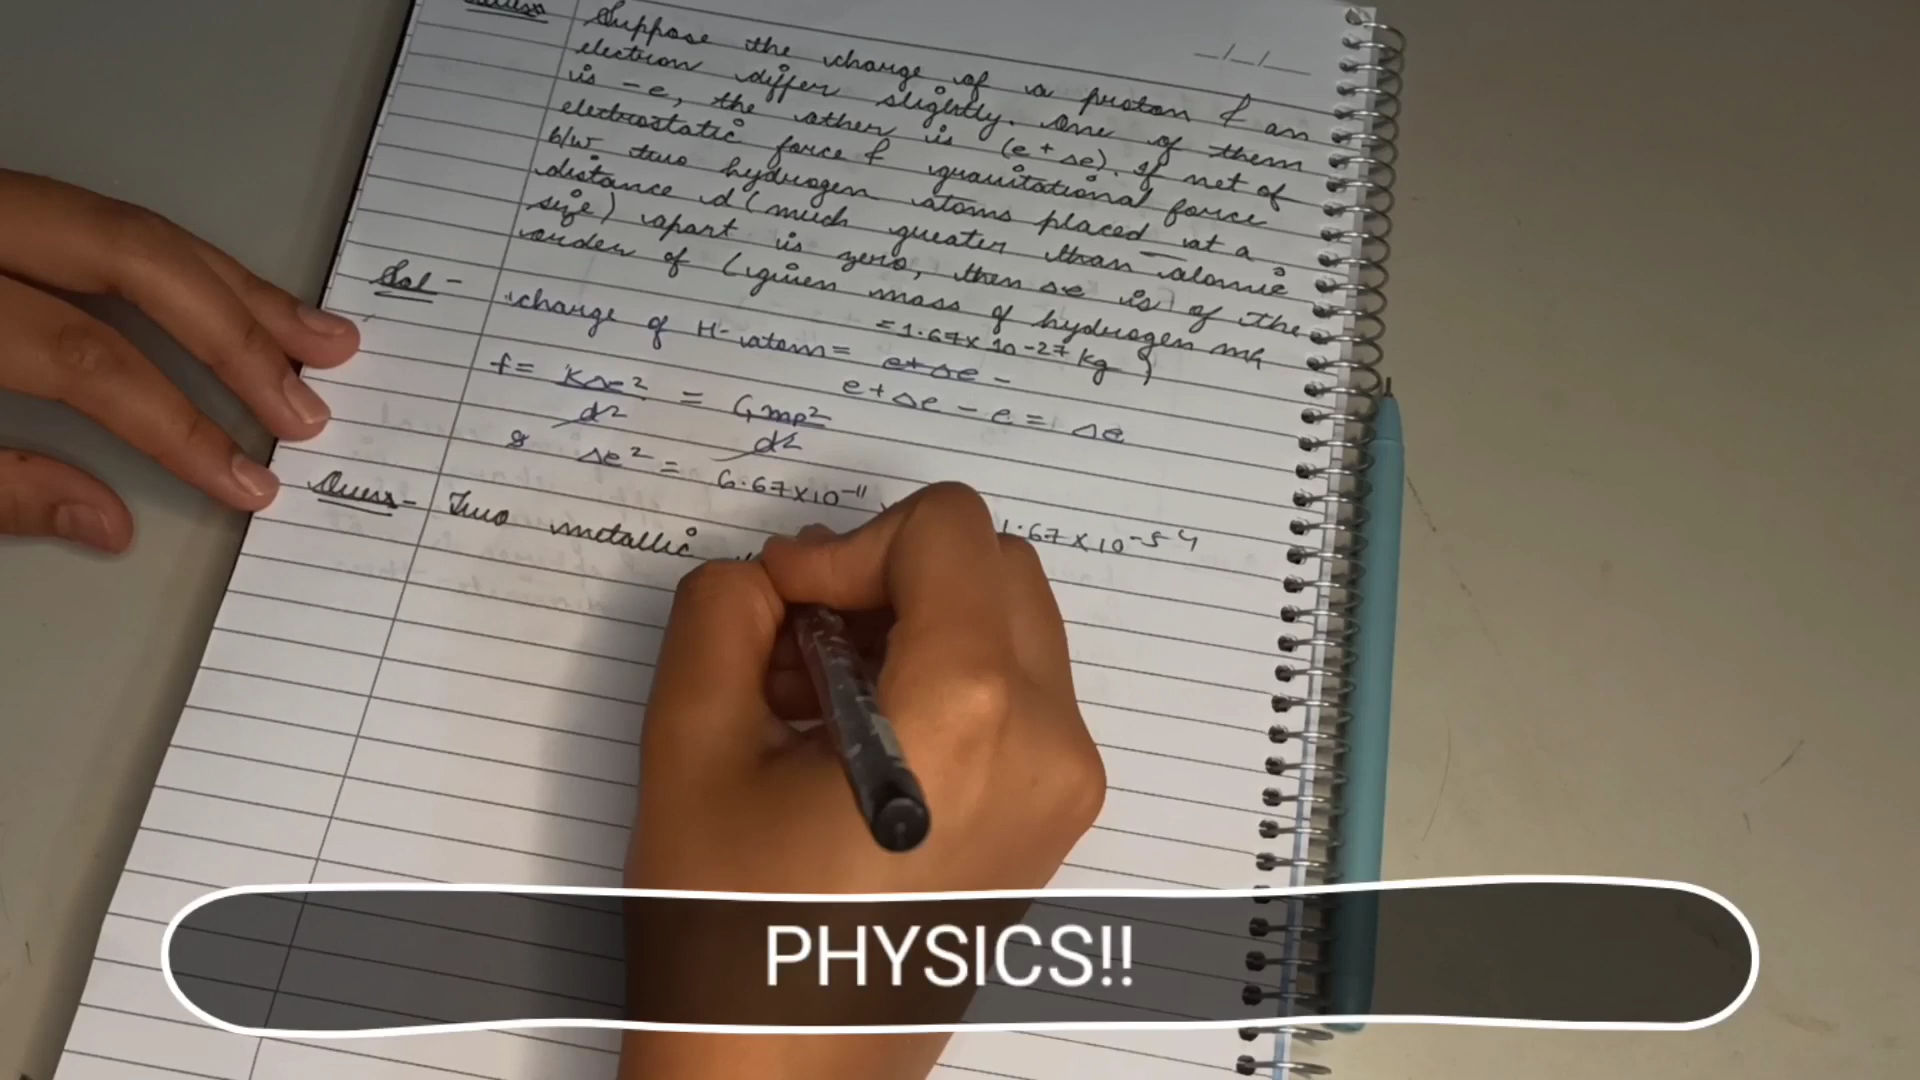 Suppose the charge of a proton & an
electron differ slightly. One of them
is -e, the other is (e + Δe). If net of
electrostatic force & gravitational force
b/w two hydrogen atoms placed at a
distance d (much greater than atomic
size) apart is zero, then Δe is of the
order of (given mass of hydrogen mH
= 1.67 x 10-27 kg)
Sol - charge of H-atom = e+Δe -
e + Δe - e = Δe
f = KΔe² / d² = Gmp² / d²
Δe² = 6.67x10-11 1.67 x 10-54
Ques - Two metallic
PHYSICS!!